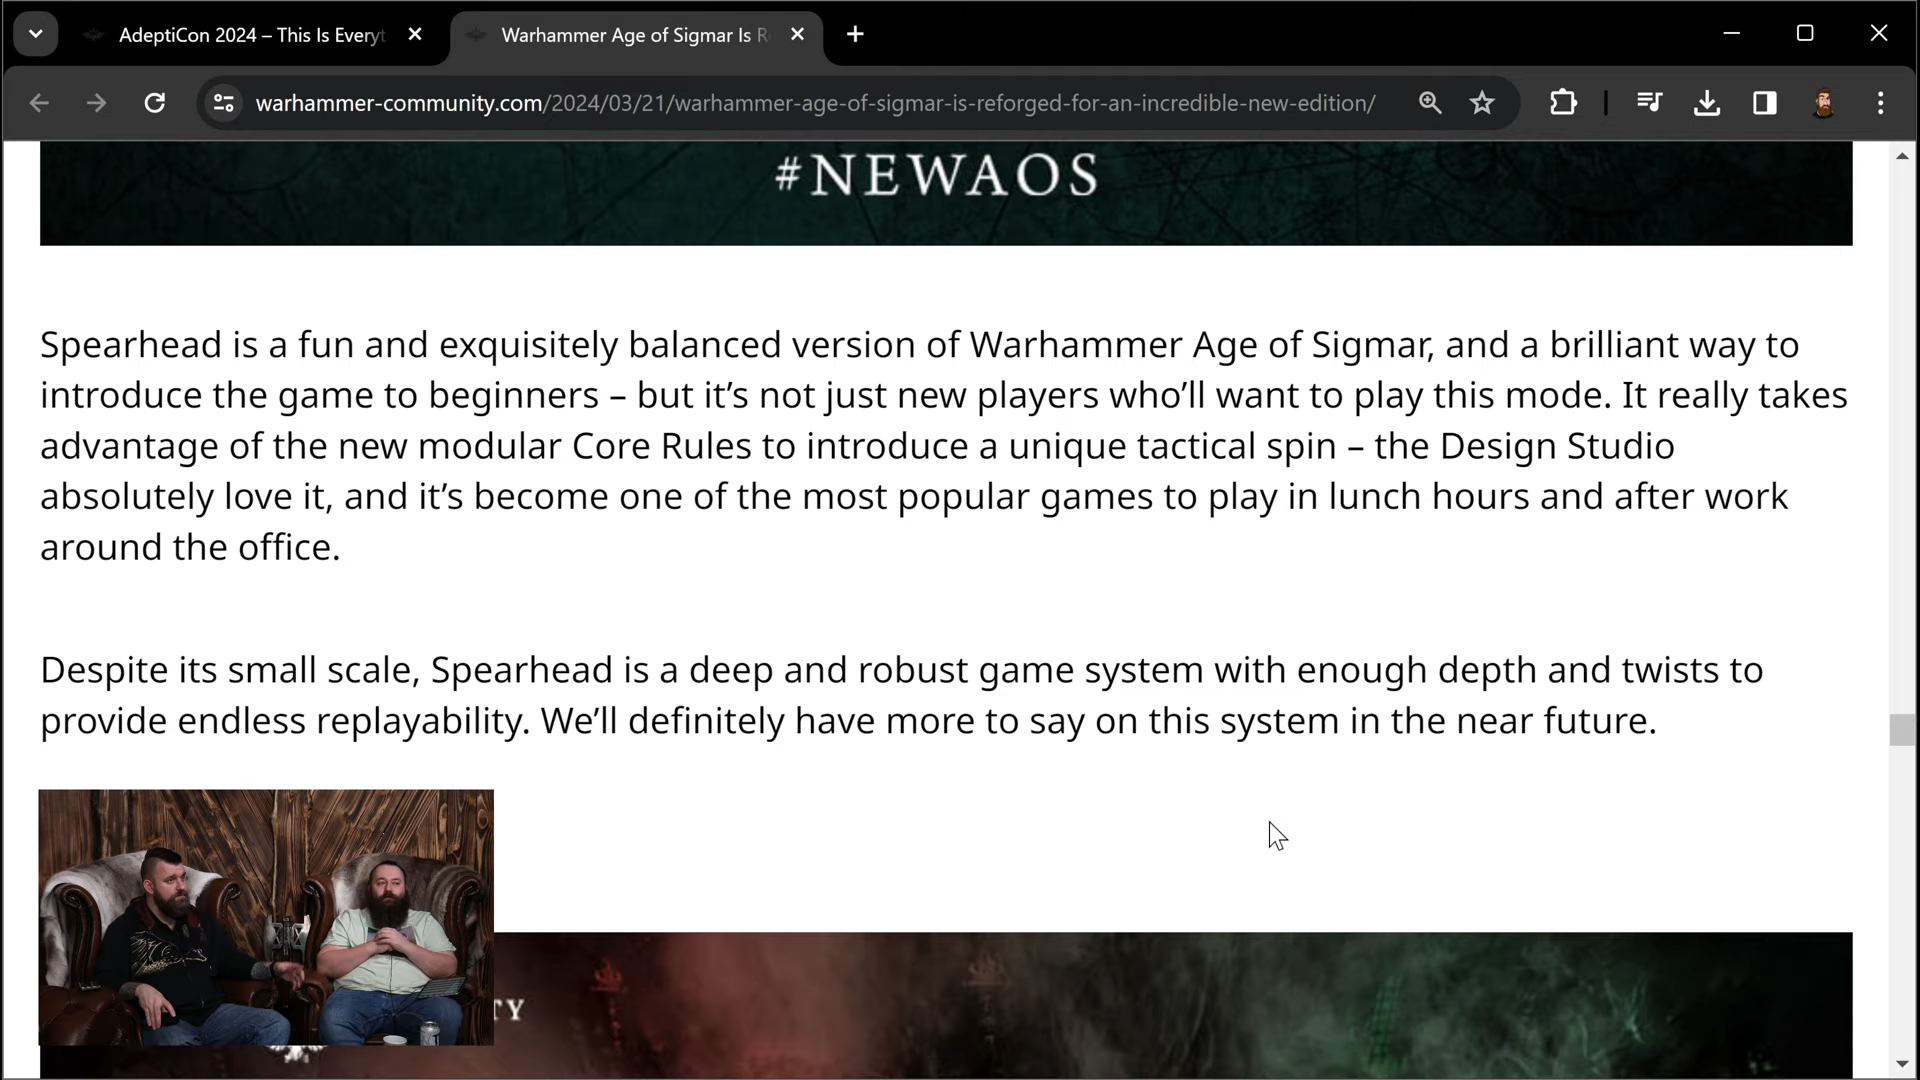 AdeptiCon 2024 – This Is Everyt
Warhammer Age of Sigmar Is R
warhammer-community.com/2024/03/21/warhammer-age-of-sigmar-is-reforged-for-an-incredible-new-edition/
#NEWAOS
Spearhead is a fun and exquisitely balanced version of Warhammer Age of Sigmar, and a brilliant way to
introduce the game to beginners – but it’s not just new players who’ll want to play this mode. It really takes
advantage of the new modular Core Rules to introduce a unique tactical spin – the Design Studio
absolutely love it, and it’s become one of the most popular games to play in lunch hours and after work
around the office.
Despite its small scale, Spearhead is a deep and robust game system with enough depth and twists to
provide endless replayability. We’ll definitely have more to say on this system in the near future.
TY